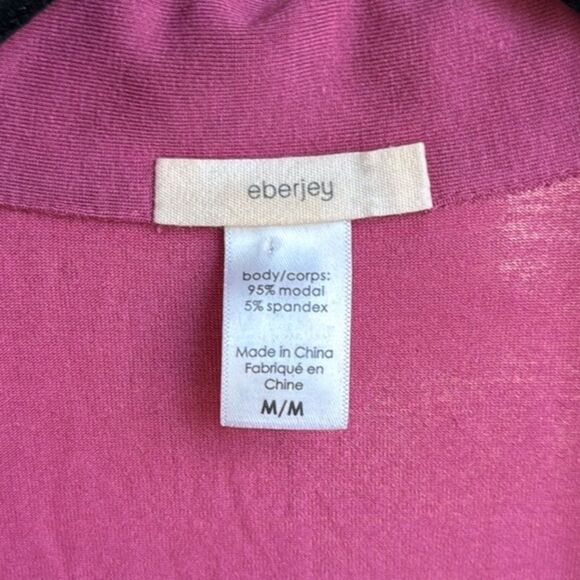 eberjey
body/corps:
95% modal
5% spandex
Made in China
Fabriqué en
Chine
M/M